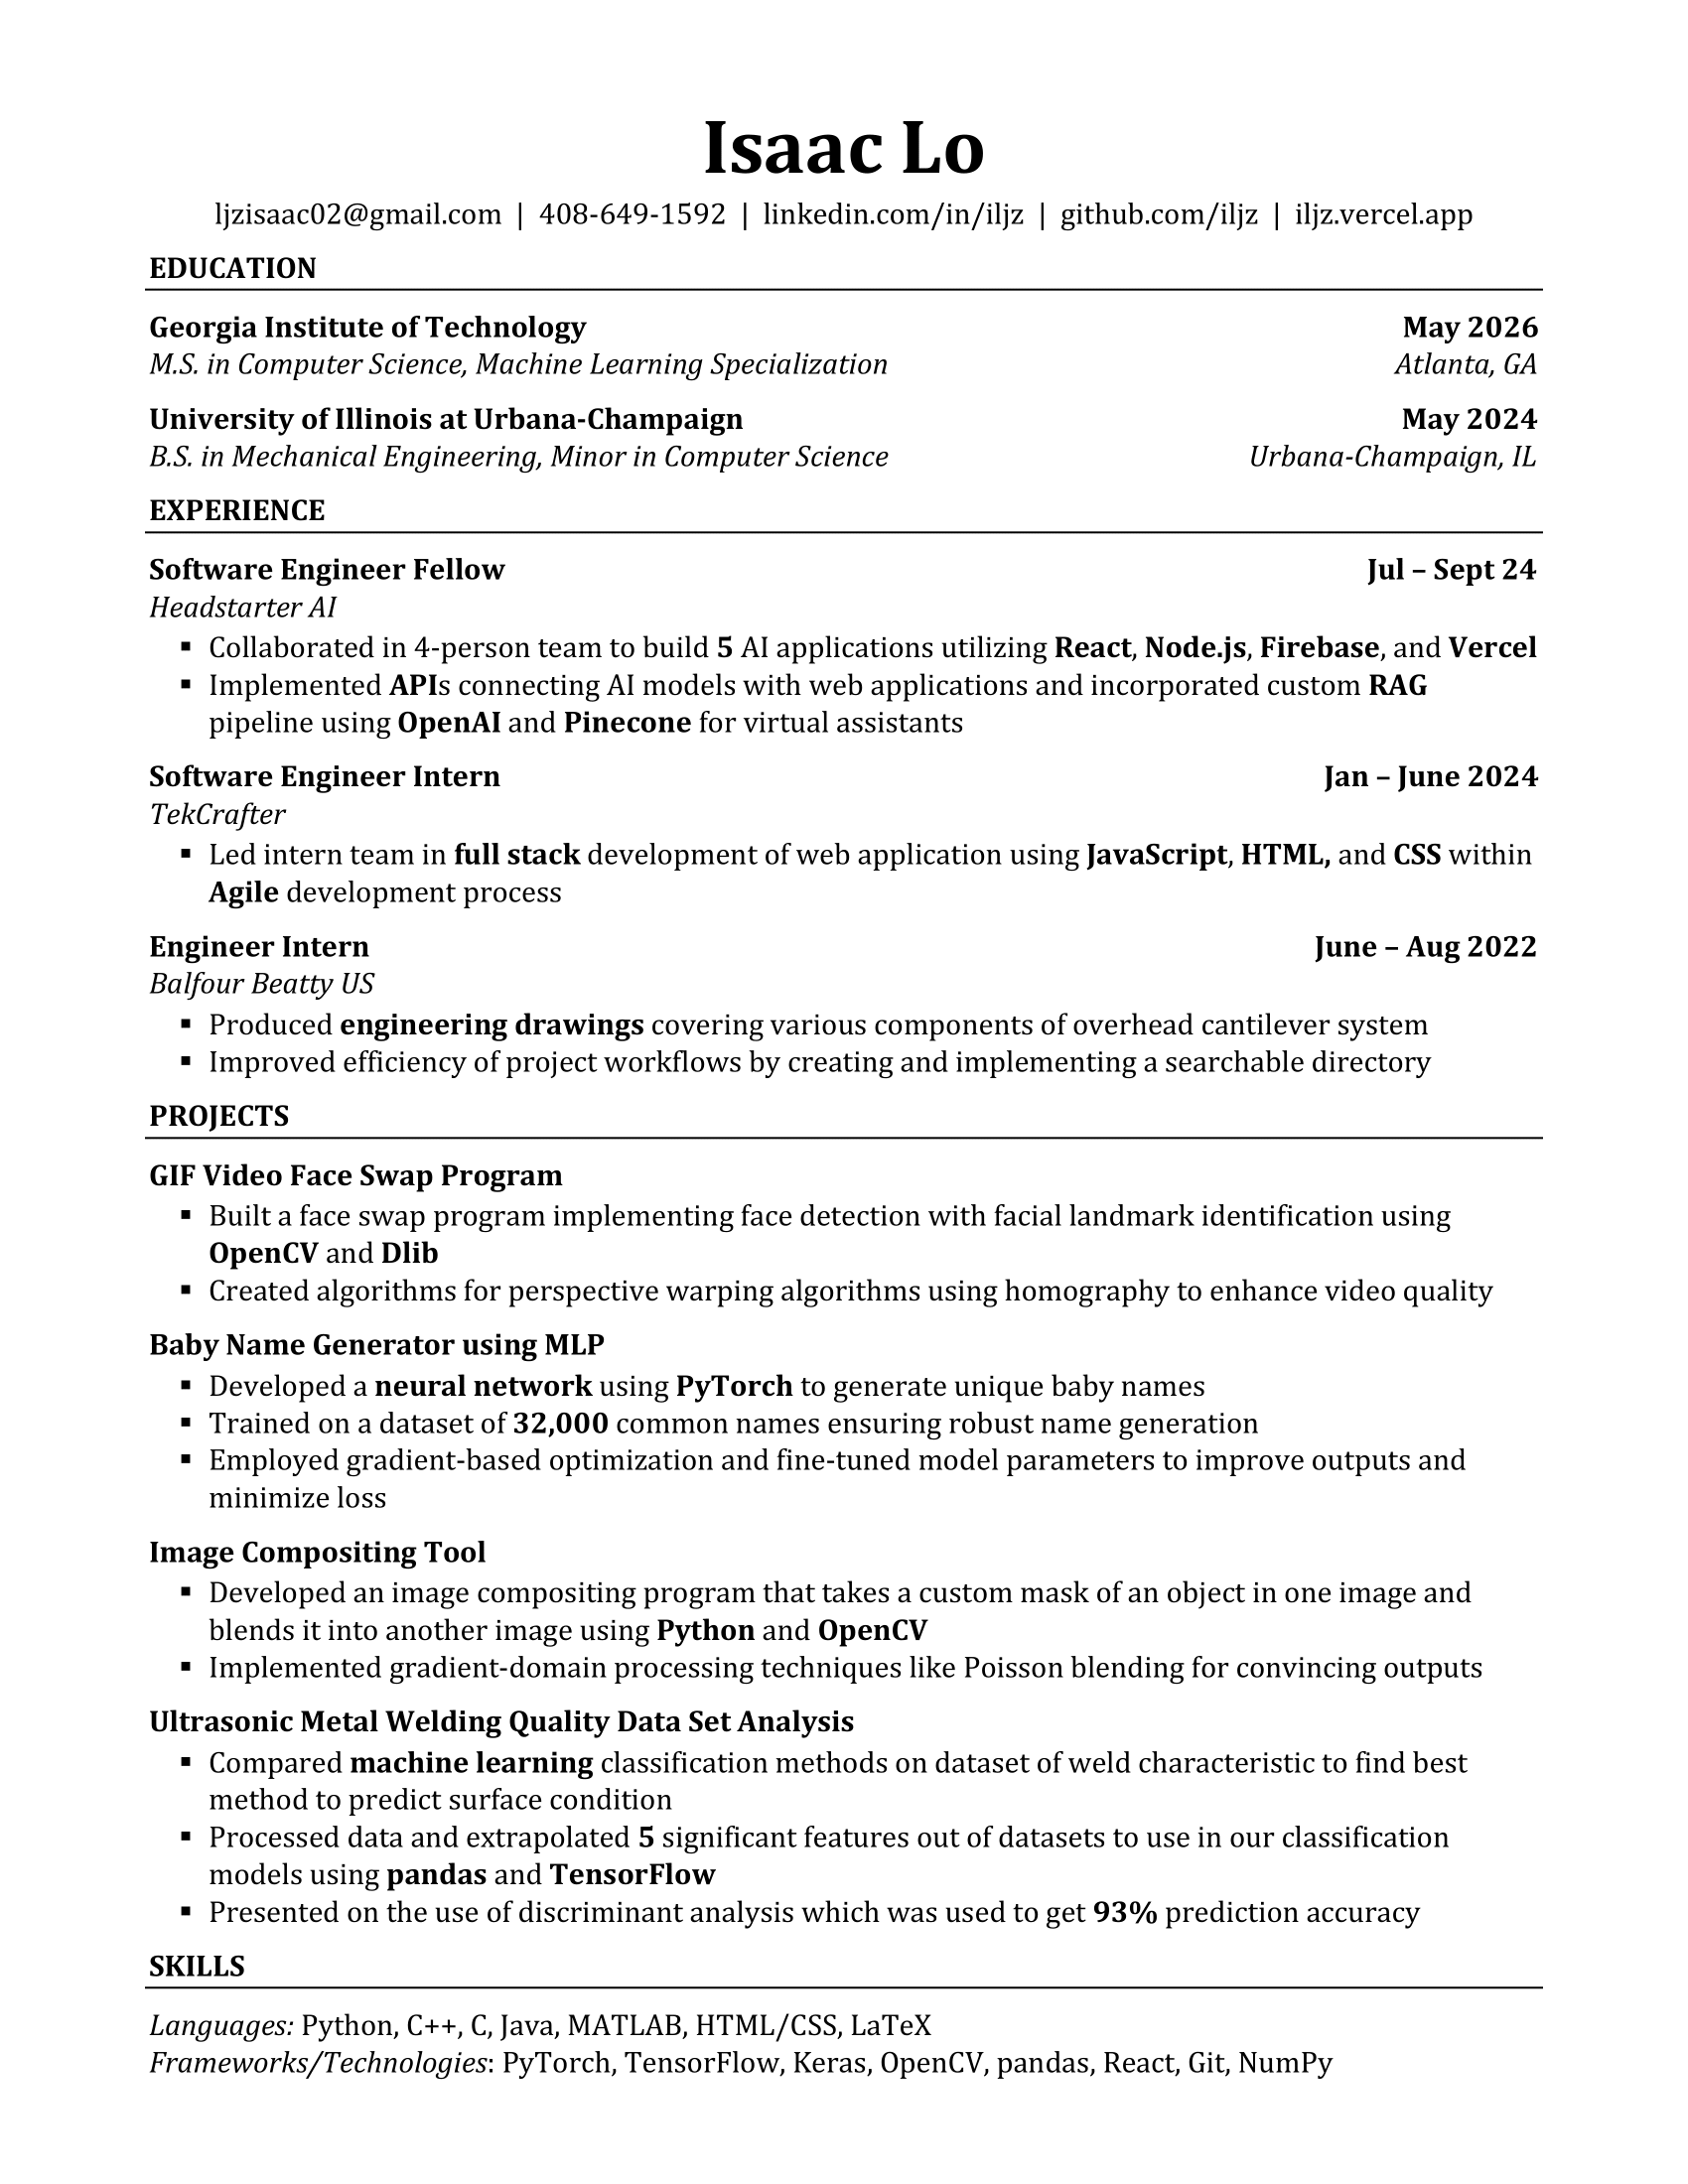 Isaac Lo
ljzisaac02@gmail.com | 408-649-1592 | linkedin.com/in/iljz | github.com/iljz | iljz.vercel.app
EDUCATION
Georgia Institute of Technology May 2026
M.S. in Computer Science, Machine Learning Specialization Atlanta, GA
University of Illinois at Urbana-Champaign May 2024
B.S. in Mechanical Engineering, Minor in Computer Science Urbana-Champaign, IL
EXPERIENCE
Software Engineer Fellow Jul – Sept 24
Headstarter AI
▪ Collaborated in 4-person team to build 5 AI applications utilizing React, Node.js, Firebase, and Vercel
▪ Implemented APIs connecting AI models with web applications and incorporated custom RAG
pipeline using OpenAI and Pinecone for virtual assistants
Software Engineer Intern Jan – June 2024
TekCrafter
▪ Led intern team in full stack development of web application using JavaScript, HTML, and CSS within
Agile development process
Engineer Intern June – Aug 2022
Balfour Beatty US
▪ Produced engineering drawings covering various components of overhead cantilever system
▪ Improved efficiency of project workflows by creating and implementing a searchable directory
PROJECTS
GIF Video Face Swap Program
▪ Built a face swap program implementing face detection with facial landmark identification using
OpenCV and Dlib
▪ Created algorithms for perspective warping algorithms using homography to enhance video quality
Baby Name Generator using MLP
▪ Developed a neural network using PyTorch to generate unique baby names
▪ Trained on a dataset of 32,000 common names ensuring robust name generation
▪ Employed gradient-based optimization and fine-tuned model parameters to improve outputs and
minimize loss
Image Compositing Tool
▪ Developed an image compositing program that takes a custom mask of an object in one image and
blends it into another image using Python and OpenCV
▪ Implemented gradient-domain processing techniques like Poisson blending for convincing outputs
Ultrasonic Metal Welding Quality Data Set Analysis
▪ Compared machine learning classification methods on dataset of weld characteristic to find best
method to predict surface condition
▪ Processed data and extrapolated 5 significant features out of datasets to use in our classification
models using pandas and TensorFlow
▪ Presented on the use of discriminant analysis which was used to get 93% prediction accuracy
SKILLS
Languages: Python, C++, C, Java, MATLAB, HTML/CSS, LaTeX
Frameworks/Technologies: PyTorch, TensorFlow, Keras, OpenCV, pandas, React, Git, NumPy